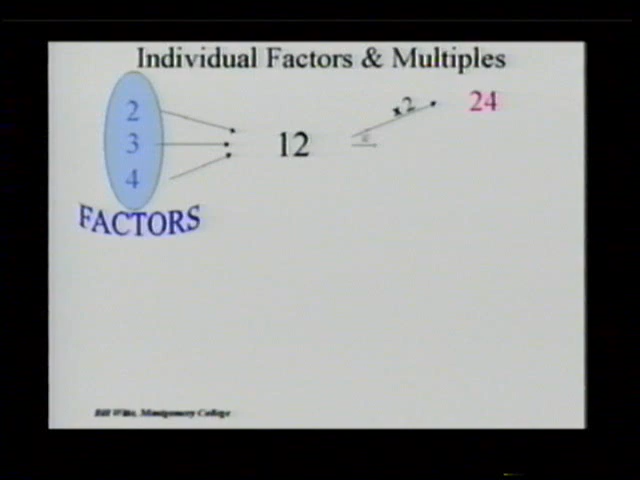 Individual Factors & Multiples
2
3
4
12
x2
24
FACTORS
Bill Witte, Montgomery College